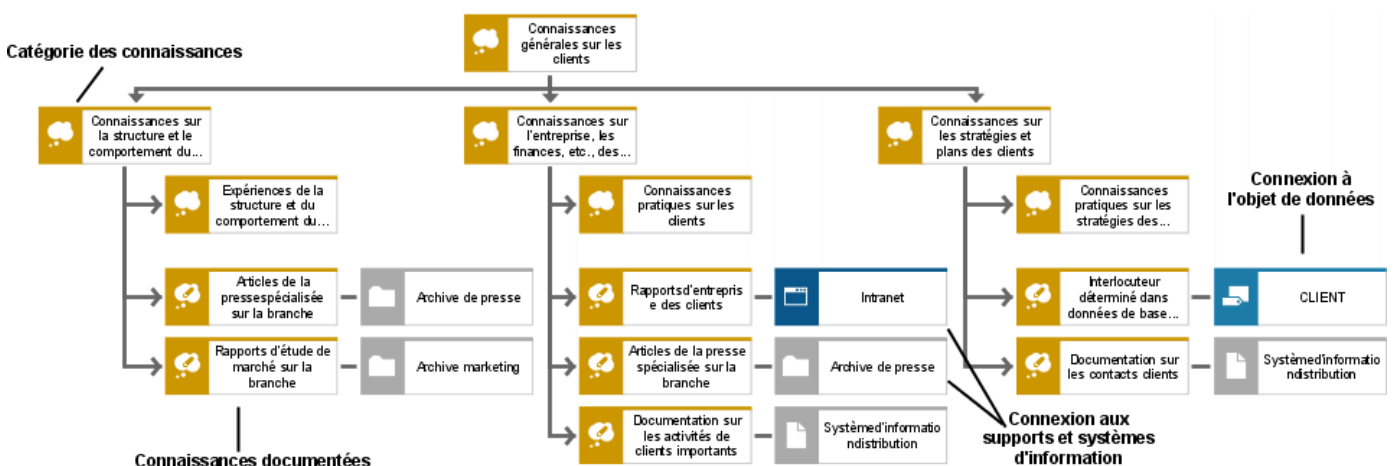 Connaissances
générales sur les
clients
Catégorie des connaissances
Connaissances sur
la structure et le
comportement du...
Connaissances sur
l'entreprise, les
finances, etc., des...
Connaissances sur
les stratégies et
plans des clients
Expériences de la
structure et du
comportement du...
Connaissances
pratiques sur les
clients
Connaissances
pratiques sur les
stratégies des...
Connexion à
l'objet de données
Articles de la
pressespécialisée
sur la branche
Archive de presse
Rapportsd'entrepris
e des clients
Intranet
Interlocuteur
déterminé dans
données de base...
CLIENT
Rapports d'étude de
marché sur la
branche
Archive marketing
Articles de la presse
spécialisée sur la
branche
Archive de presse
Documentation sur
les contacts clients
Systèmed'informatio
ndistribution
Documentation sur
les activités de
clients importants
Systèmed'informatio
ndistribution
Connexion aux
supports et systèmes
d'information
Connaissances documentées